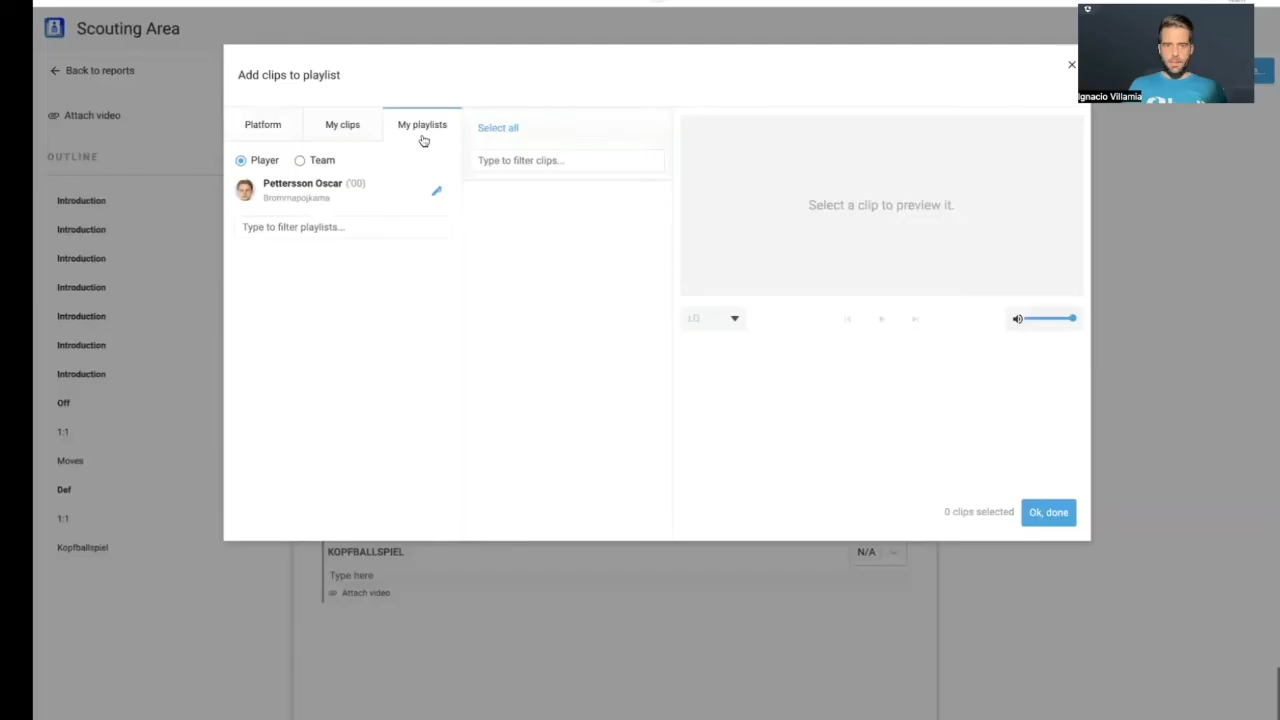 Scouting Area
Back to reports
Attach video
OUTLINE
Introduction
Introduction
Introduction
Introduction
Introduction
Introduction
Introduction
Off
1:1
Moves
Def
1:1
Kopfballspiel
Add clips to playlist
Platform
My clips
My playlists
Player
Team
Pettersson Oscar ('00)
Brommapojkarna
Type to filter playlists...
Select all
Type to filter clips...
Select a clip to preview it.
0 clips selected
Ok, done
KOPFBALLSPIEL
N/A
Type here
Attach video
Ignacio Villamia